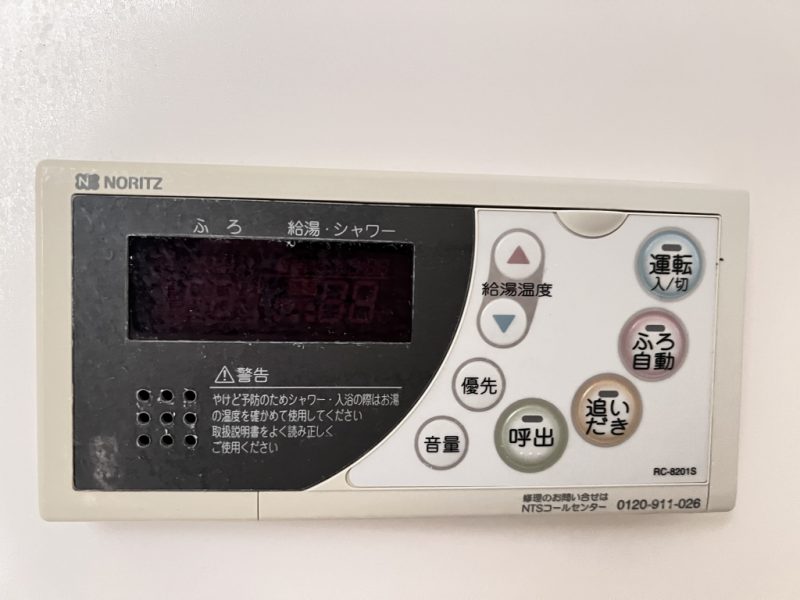 NORITZ
ふろ 給湯・シャワー
給湯温度
運転
入/切
ふろ
自動
優先
追い
だき
音量
呼出
警告
やけど予防のためシャワー・入浴の際はお湯
の温度を確かめて使用してください
取扱説明書をよく読み正しく
ご使用ください
RC-8201S
修理のお問い合せは
NTSコールセンター 0120-911-026